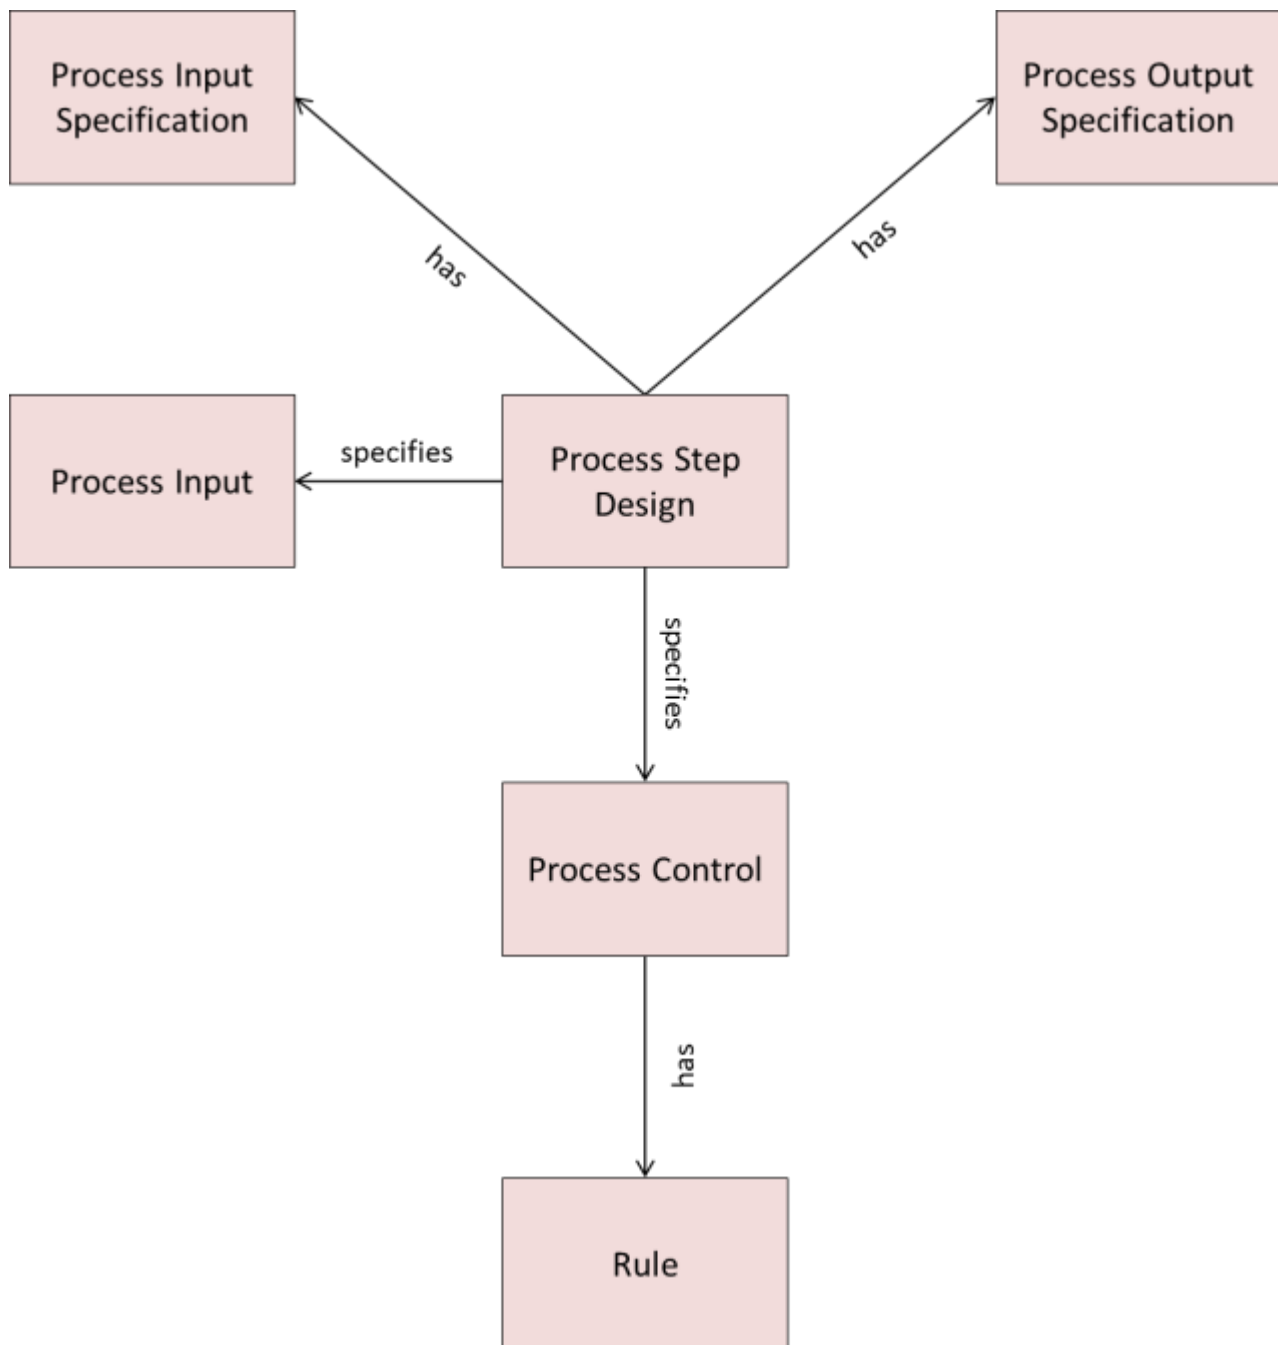 Process Input
Specification
Process Output
Specification
has
has
Process Input
specifies
Process Step
Design
specifies
Process Control
has
Rule